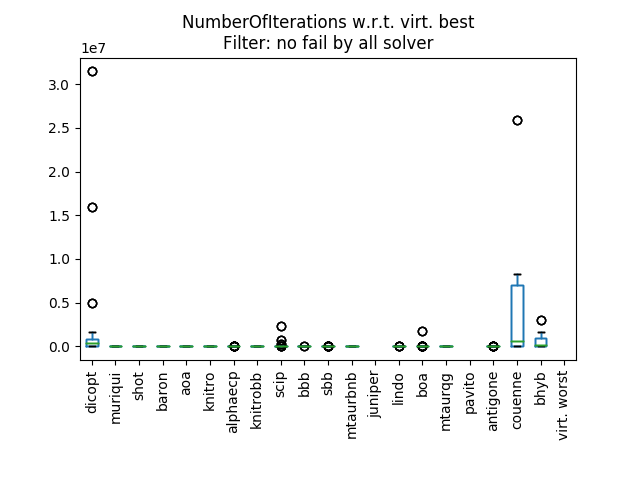 NumberOfIterations w.r.t. virt. best
Filter: no fail by all solver
1e7
3.0
2.5
2.0
1.5
1.0
0.5
0.0
dicopt
muriqui
shot
baron
aoa
knitro
alphaecp
knitrobb
scip
bbb
sbb
mtaurbnb
juniper
lindo
boa
mtaurqg
pavito
antigone
couenne
bhyb
virt. worst